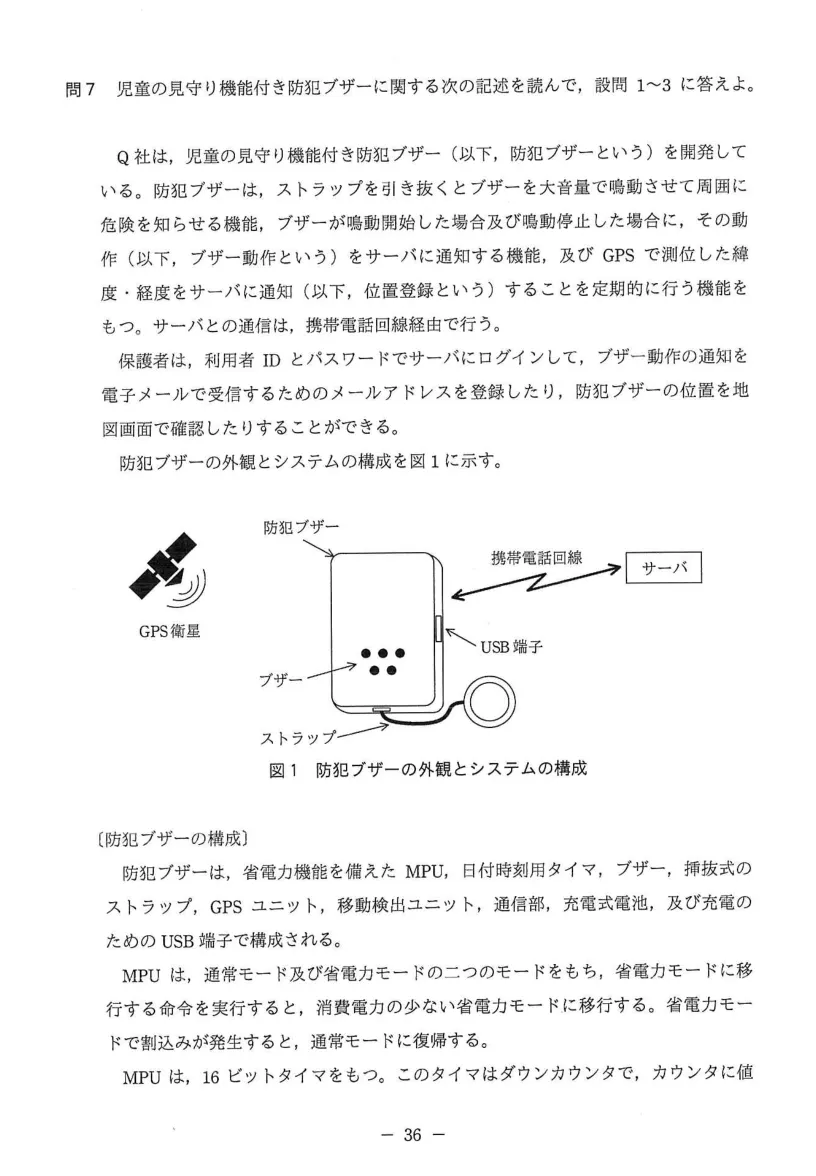 問7 児童の見守り機能付き防犯ブザーに関する次の記述を読んで，設問 1～3 に答えよ。
Q 社は，児童の見守り機能付き防犯ブザー（以下，防犯ブザーという）を開発して
いる。防犯ブザーは，ストラップを引き抜くとブザーを大音量で鳴動させて周囲に
危険を知らせる機能，ブザーが鳴動開始した場合及び鳴動停止した場合に，その動
作（以下，ブザー動作という）をサーバに通知する機能，及び GPS で測位した緯
度・経度をサーバに通知（以下，位置登録という）することを定期的に行う機能を
もつ。サーバとの通信は，携帯電話回線経由で行う。
保護者は，利用者 ID とパスワードでサーバにログインして，ブザー動作の通知を
電子メールで受信するためのメールアドレスを登録したり，防犯ブザーの位置を地
図画面で確認したりすることができる。
防犯ブザーの外観とシステムの構成を図 1 に示す。
防犯ブザー
携帯電話回線
サーバ
GPS衛星
USB 端子
ブザー
ストラップ
図 1 防犯ブザーの外観とシステムの構成
〔防犯ブザーの構成〕
防犯ブザーは，省電力機能を備えた MPU，日付時刻用タイマ，ブザー，挿抜式の
ストラップ，GPS ユニット，移動検出ユニット，通信部，充電式電池，及び充電の
ための USB 端子で構成される。
MPU は，通常モード及び省電力モードの二つのモードをもち，省電力モードに移
行する命令を実行すると，消費電力の少ない省電力モードに移行する。省電力モー
ドで割込みが発生すると，通常モードに復帰する。
MPU は，16 ビットタイマをもつ。このタイマはダウンカウンタで，カウンタに値
－ 36 －